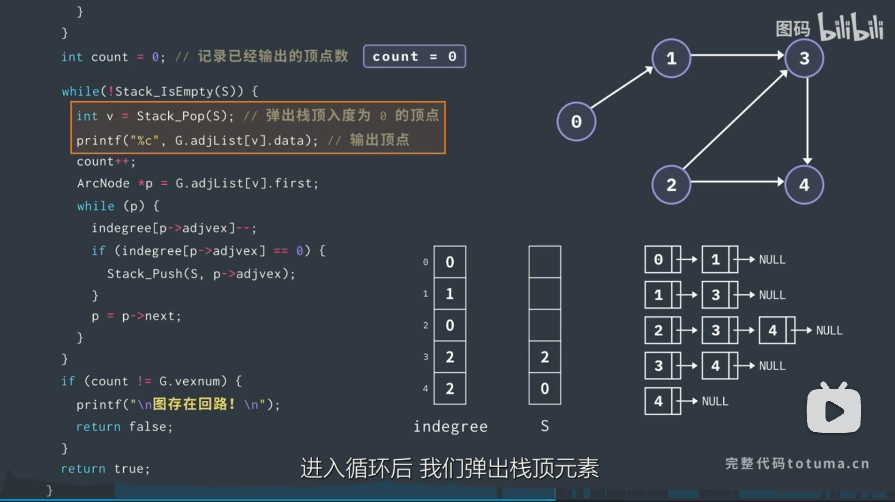 }
}
int count = 0; // 记录已经输出的顶点数
count = 0
while(!Stack_IsEmpty(S)) {
int v = Stack_Pop(S); // 弹出栈顶入度为 0 的顶点
printf("%c", G.adjList[v].data); // 输出顶点
count++;
ArcNode *p = G.adjList[v].first;
while (p) {
indegree[p->adjvex]--;
if (indegree[p->adjvex] == 0) {
Stack_Push(S, p->adjvex);
}
p = p->next;
}
}
if (count != G.vexnum) {
printf("\n图存在回路! \n");
return false;
}
return true;
}
图码 bilibili
1 3
0
2 4
0 0
1 1
2 0
3 2 2
4 2 0
indegree S
0 1 NULL
1 3 NULL
2 3 4 NULL
3 4 NULL
4 NULL
完整代码totuma.cn
进入循环后 我们弹出栈顶元素